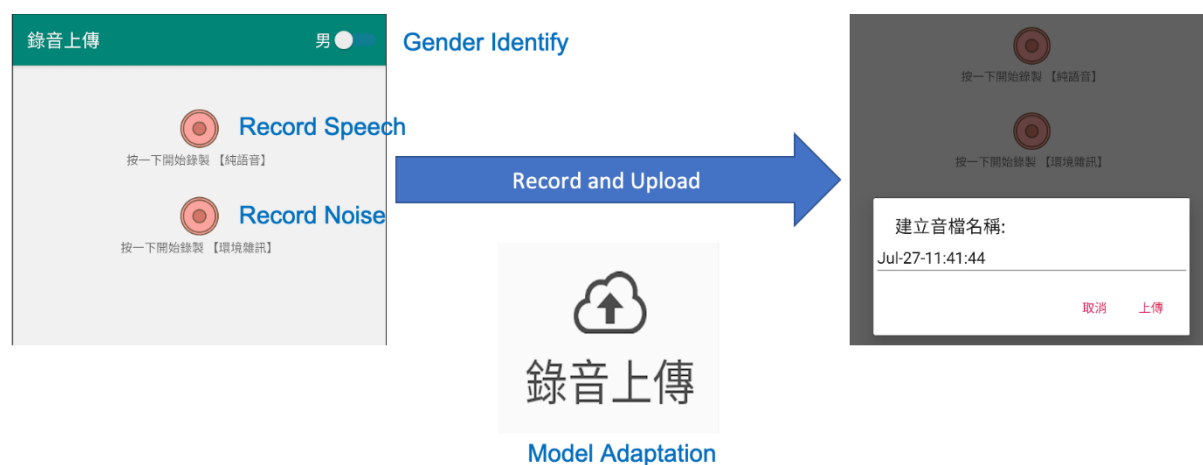 錄音上傳
男
Gender Identify
Record Speech
按一下開始錄製 【純語音】
Record Noise
按一下開始錄製 【環境雜訊】
Record and Upload
錄音上傳
Model Adaptation
按一下開始錄製 【純語音】
按一下開始錄製 【環境雜訊】
建立音檔名稱:
Jul-27-11:41:44
取消
上傳